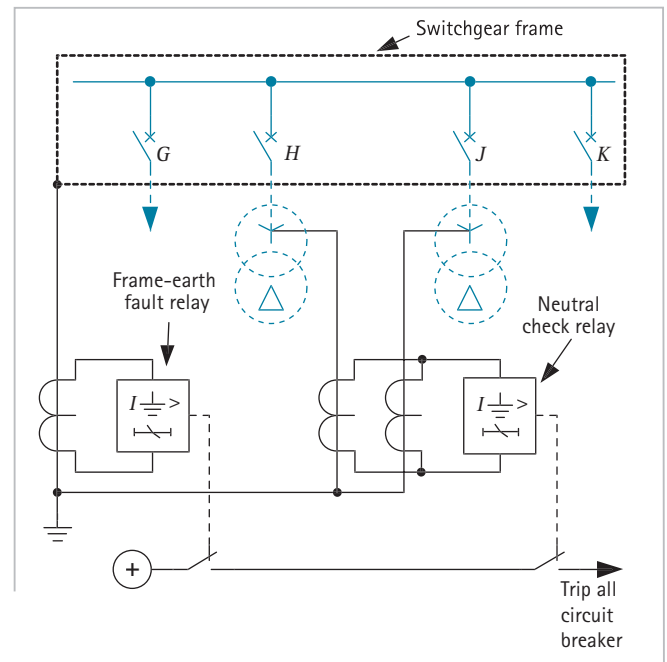 Switchgear frame
G
H
J
K
Frame-earth
fault relay
Neutral
check relay
I >
I >
+
Trip all
circuit
breaker